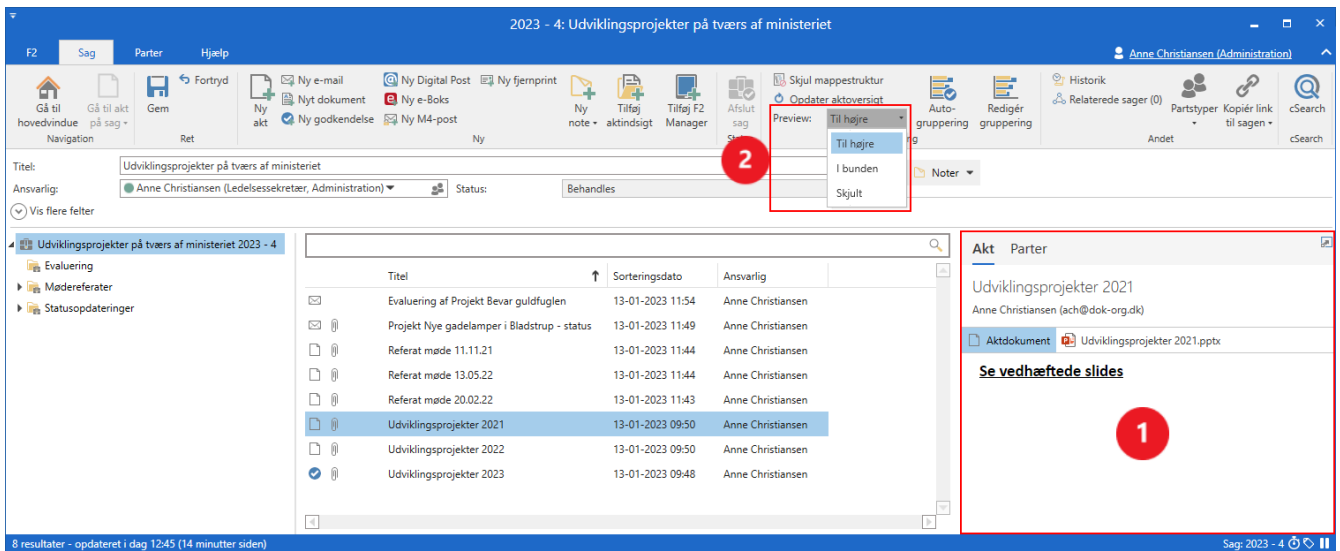 2023 - 4: Udviklingsprojekter på tværs af ministeriet
F2 Sag Parter Hjælp Anne Christiansen (Administration)
Gå til hovedvindue
Gå til akt på sag
Navigation
Gem
Fortryd
Ret
Ny akt
Ny e-mail
Nyt dokument
Ny godkendelse
Ny Digital Post
Ny e-Boks
Ny M4-post
Ny fjernprint
Ny note
Tilføj aktindsigt
Tilføj F2 Manager
Ny
Afslut sag
Skjul mappestruktur
Opdater aktoversigt
Preview: Til højre
Til højre
I bunden
Skjult
2
Auto-gruppering
Redigér gruppering
Historik
Relaterede sager (0)
Partstyper
Kopiér link til sagen
Andet
cSearch
cSearch
Titel: Udviklingsprojekter på tværs af ministeriet
Noter
Ansvarlig: Anne Christiansen (Ledelsessekretær, Administration) Status: Behandles
Vis flere felter
Udviklingsprojekter på tværs af ministeriet 2023 - 4
Evaluering
Mødereferater
Statusopdateringer
Titel Sorteringsdato Ansvarlig
Evaluering af Projekt Bevar guldfuglen 13-01-2023 11:54 Anne Christiansen
Projekt Nye gadelamper i Bladstrup - status 13-01-2023 11:49 Anne Christiansen
Referat møde 11.11.21 13-01-2023 11:44 Anne Christiansen
Referat møde 13.05.22 13-01-2023 11:44 Anne Christiansen
Referat møde 20.02.22 13-01-2023 11:43 Anne Christiansen
Udviklingsprojekter 2021 13-01-2023 09:50 Anne Christiansen
Udviklingsprojekter 2022 13-01-2023 09:50 Anne Christiansen
Udviklingsprojekter 2023 13-01-2023 09:48 Anne Christiansen
Akt Parter
Udviklingsprojekter 2021
Anne Christiansen (ach@dok-org.dk)
Aktdokument Udviklingsprojekter 2021.pptx
Se vedhæftede slides
1
8 resultater - opdateret i dag 12:45 (14 minutter siden) Sag: 2023 - 4